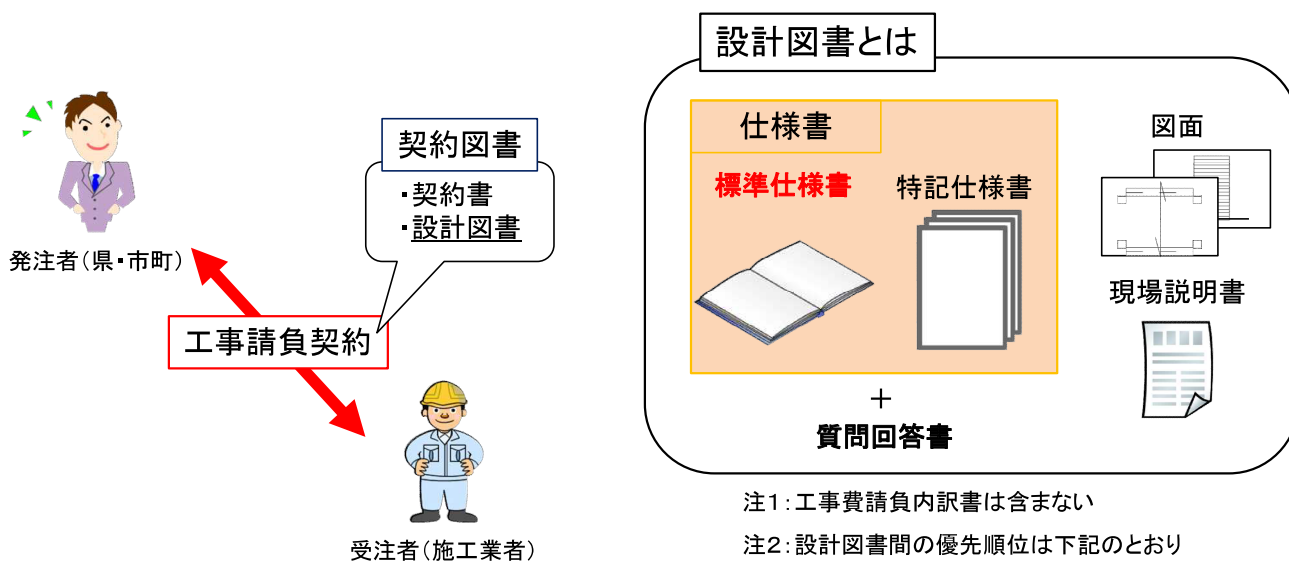 発注者(県・市町)
契約図書
・契約書
・設計図書
工事請負契約
受注者(施工業者)
設計図書とは
仕様書
標準仕様書
特記仕様書
図面
現場説明書
+
質問回答書
注1:工事費請負内訳書は含まない
注2:設計図書間の優先順位は下記のとおり